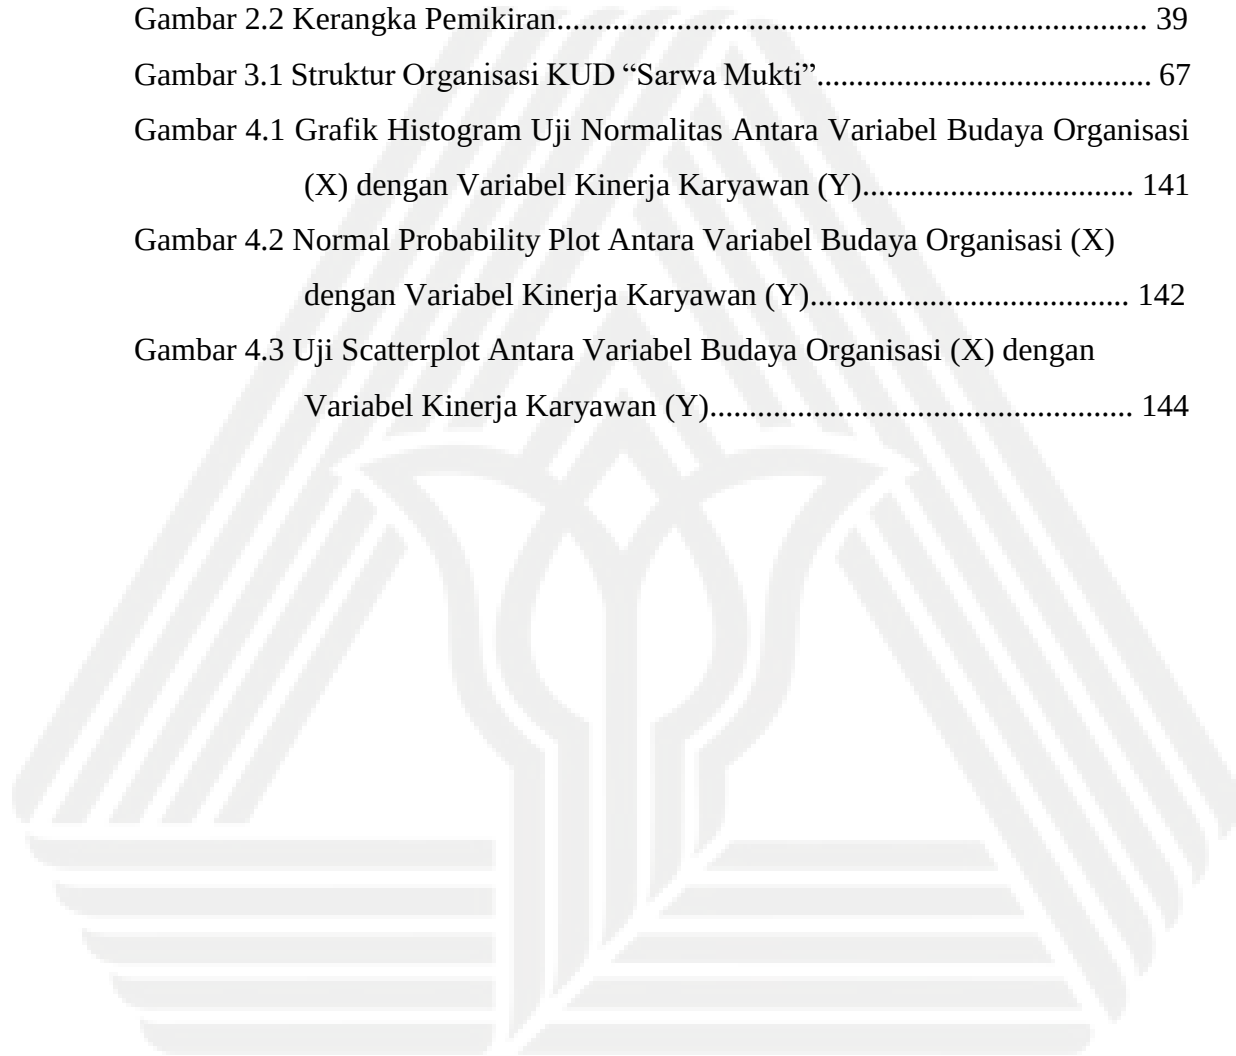 Gambar 2.2 Kerangka Pemikiran.......................................................................... 39
Gambar 3.1 Struktur Organisasi KUD “Sarwa Mukti”.......................................... 67
Gambar 4.1 Grafik Histogram Uji Normalitas Antara Variabel Budaya Organisasi
(X) dengan Variabel Kinerja Karyawan (Y).................................. 141
Gambar 4.2 Normal Probability Plot Antara Variabel Budaya Organisasi (X)
dengan Variabel Kinerja Karyawan (Y)........................................ 142
Gambar 4.3 Uji Scatterplot Antara Variabel Budaya Organisasi (X) dengan
Variabel Kinerja Karyawan (Y)..................................................... 144